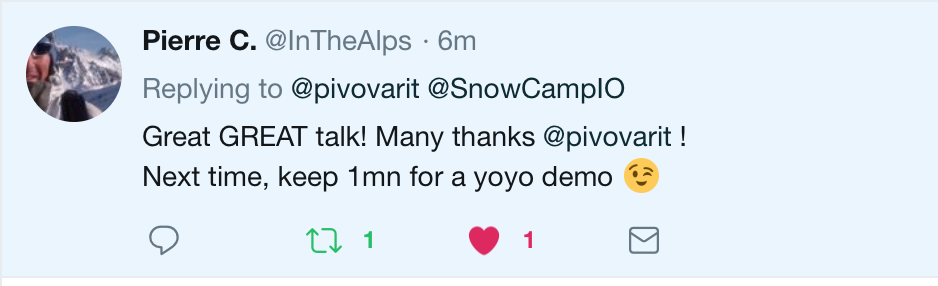 Pierre C. @InTheAlps · 6m
Replying to @pivovarit @SnowCampIO
Great GREAT talk! Many thanks @pivovarit !
Next time, keep 1mn for a yoyo demo 😉
1 1